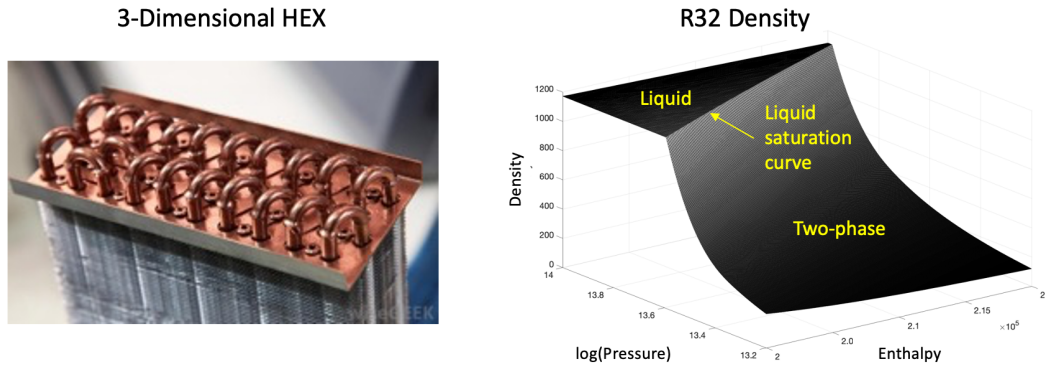 3-Dimensional HEX
R32 Density
1200
1000
800
600
400
200
0
Density
Liquid
Liquid
saturation
curve
Two-phase
14
13.8
13.6
13.4
13.2
log(Pressure)
2
2.0
2.1
2.15
2
×10⁵
Enthalpy
wiseGEEK